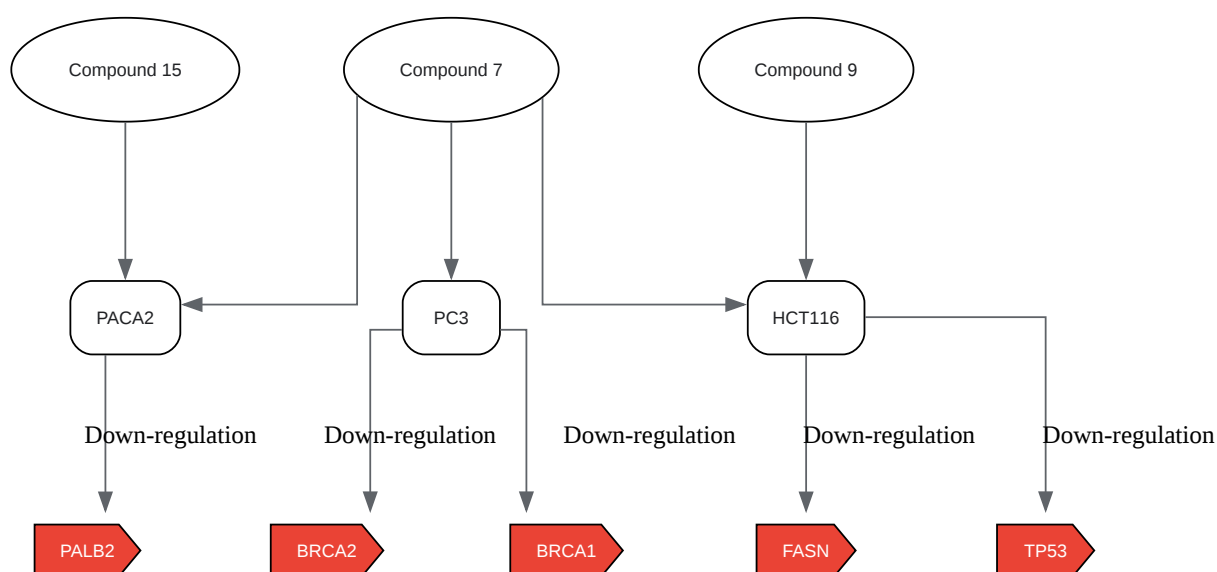 Compound 15
Compound 7
Compound 9
PACA2
PC3
HCT116
Down-regulation
Down-regulation
Down-regulation
Down-regulation
Down-regulation
PALB2
BRCA2
BRCA1
FASN
TP53